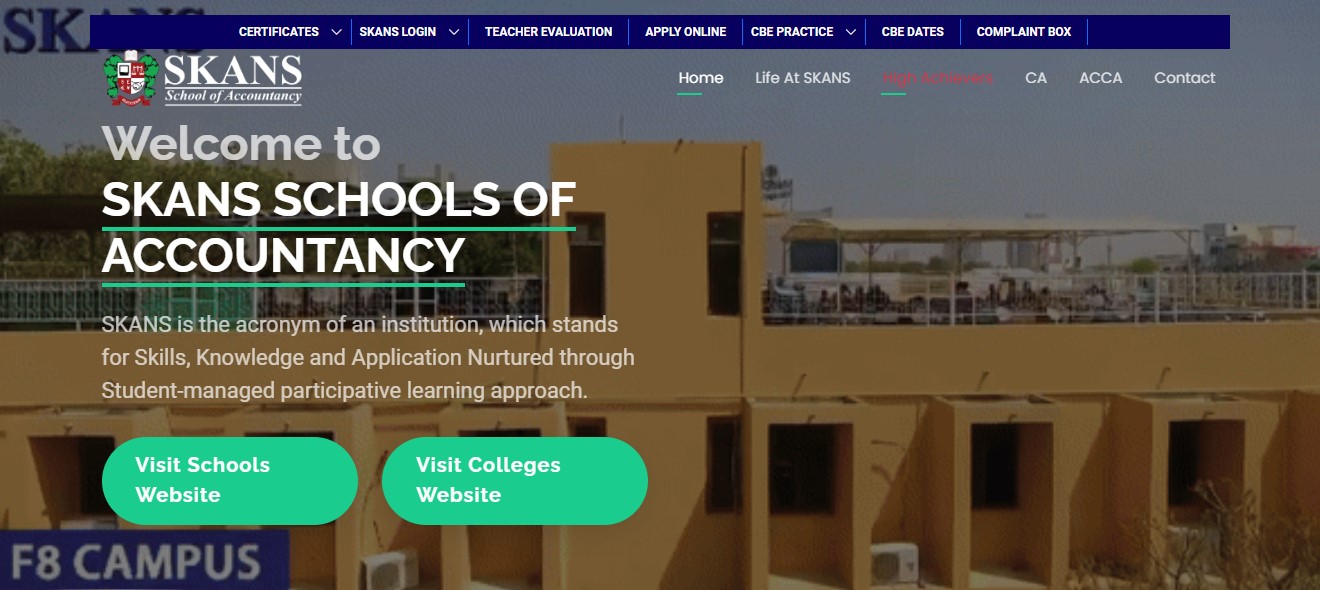 SKANS
CERTIFICATES
SKANS LOGIN
TEACHER EVALUATION
APPLY ONLINE
CBE PRACTICE
CBE DATES
COMPLAINT BOX
SKANS
School of Accountancy
Home
Life At SKANS
High Achievers
CA
ACCA
Contact
Welcome to
SKANS SCHOOLS OF
ACCOUNTANCY
SKANS is the acronym of an institution, which stands
for Skills, Knowledge and Application Nurtured through
Student-managed participative learning approach.
Visit Schools
Website
Visit Colleges
Website
F8 CAMPUS